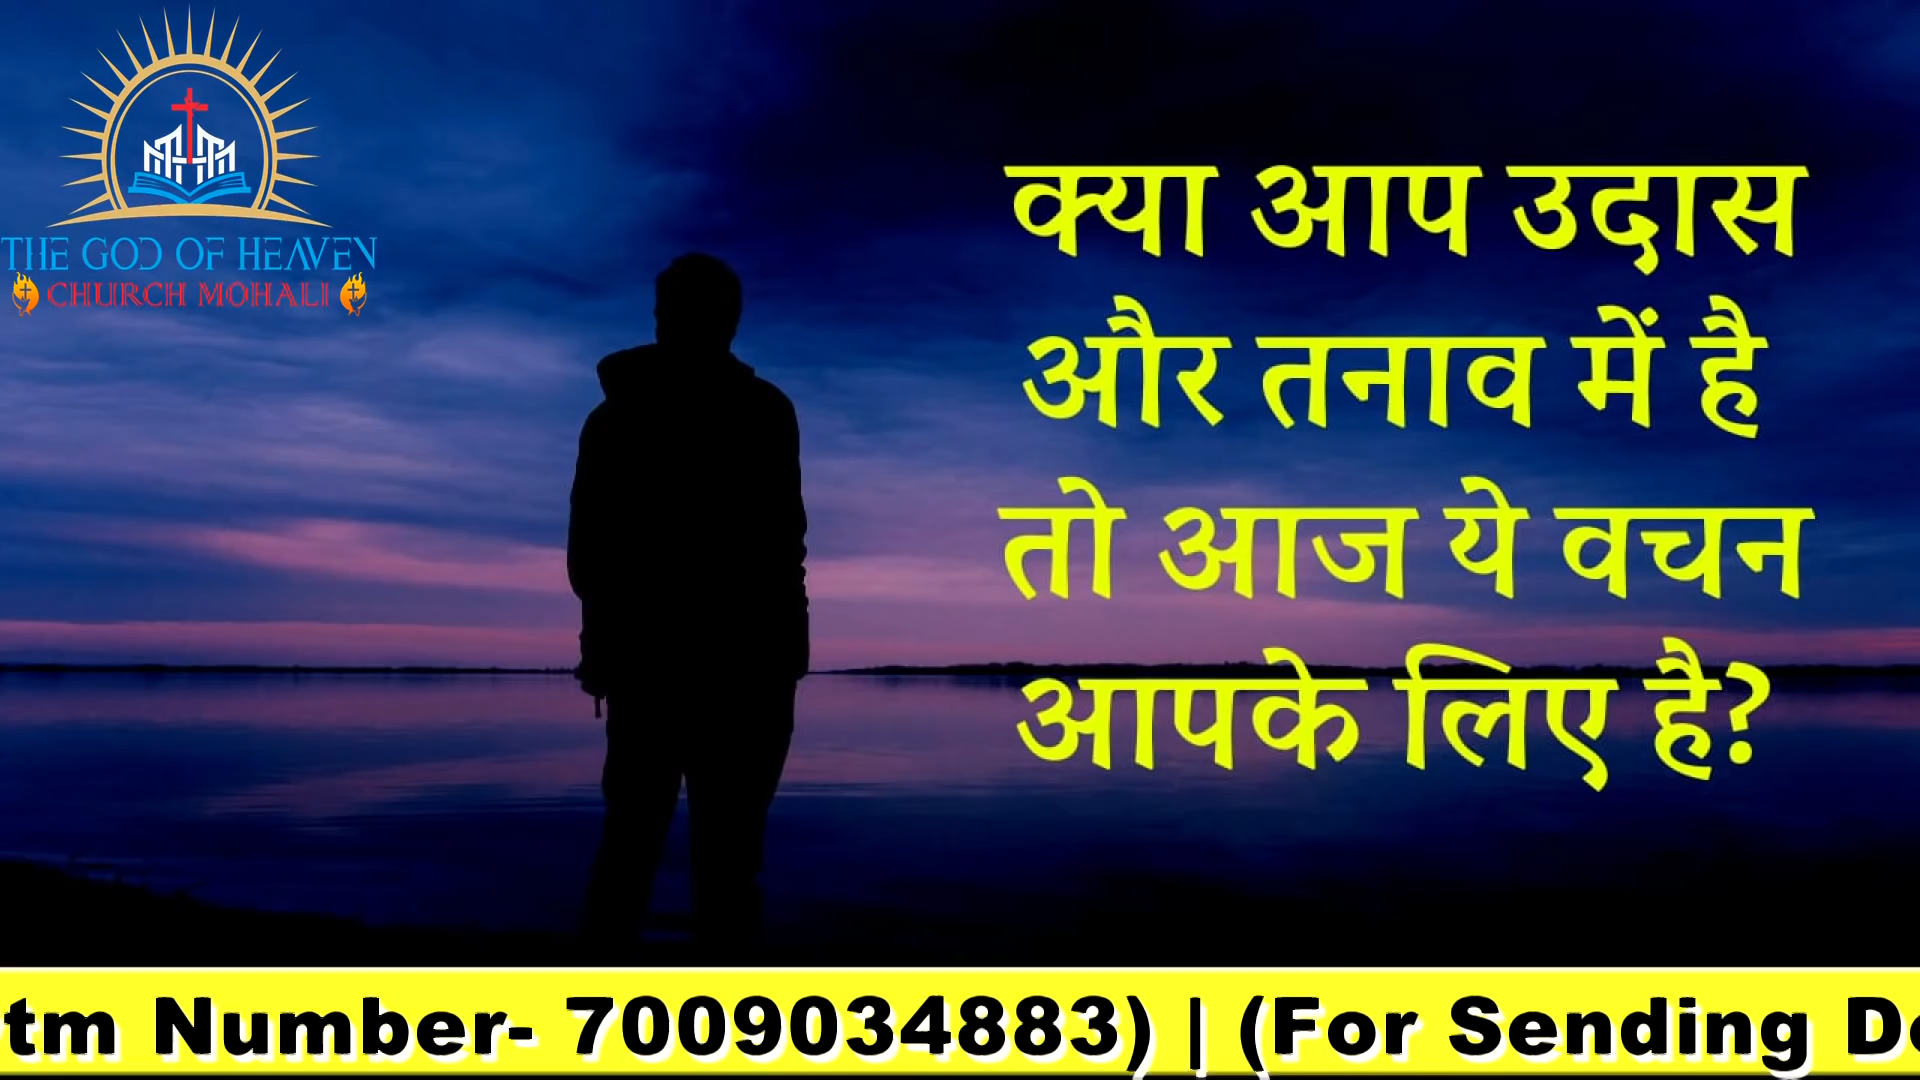 THE GOD OF HEAVEN
CHURCH MOHALI
क्या आप उदास
और तनाव में है
तो आज ये वचन
आपके लिए है?
tm Number- 7009034883) | (For Sending